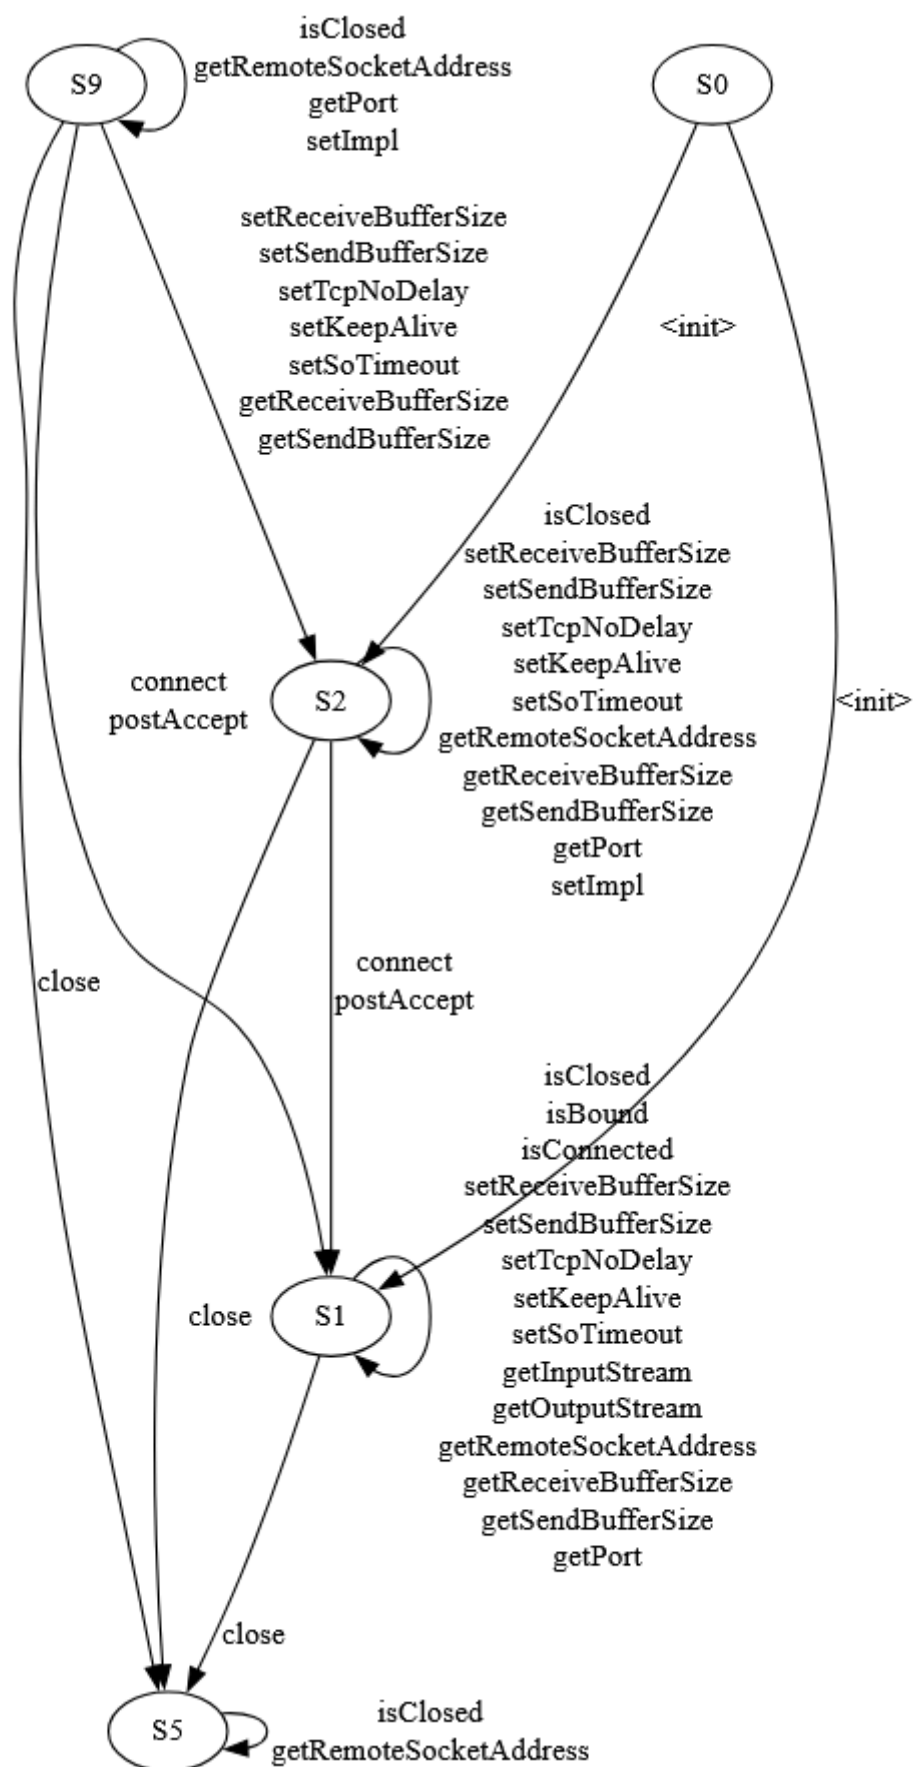 S9
isClosed
getRemoteSocketAddress
getPort
setImpl
S0
setReceiveBufferSize
setSendBufferSize
setTcpNoDelay
setKeepAlive
setSoTimeout
getReceiveBufferSize
getSendBufferSize
<init>
isClosed
setReceiveBufferSize
setSendBufferSize
setTcpNoDelay
setKeepAlive
setSoTimeout
getRemoteSocketAddress
getReceiveBufferSize
getSendBufferSize
getPort
setImpl
connect
postAccept
S2
<init>
close
connect
postAccept
isClosed
isBound
isConnected
setReceiveBufferSize
setSendBufferSize
setTcpNoDelay
setKeepAlive
setSoTimeout
getInputStream
getOutputStream
getRemoteSocketAddress
getReceiveBufferSize
getSendBufferSize
getPort
close
S1
close
S5
isClosed
getRemoteSocketAddress